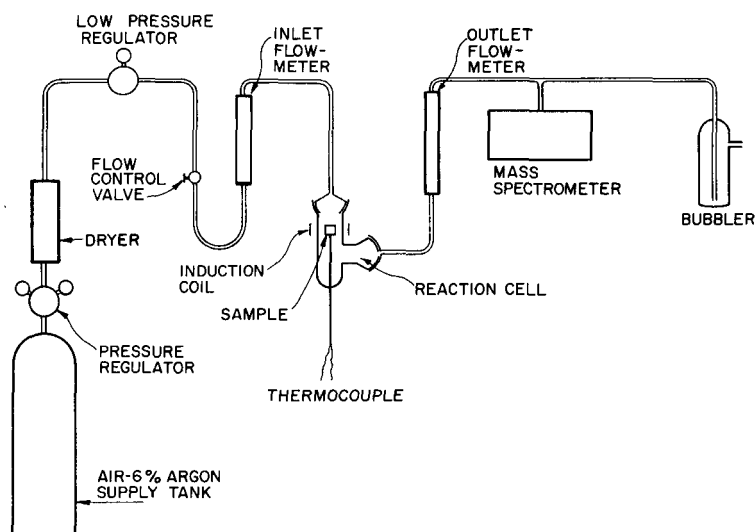 LOW PRESSURE
REGULATOR
INLET
FLOW-
METER
OUTLET
FLOW-
METER
FLOW
CONTROL
VALVE
MASS
SPECTROMETER
BUBBLER
DRYER
INDUCTION
COIL
REACTION CELL
SAMPLE
PRESSURE
REGULATOR
THERMOCOUPLE
AIR-6% ARGON
SUPPLY TANK